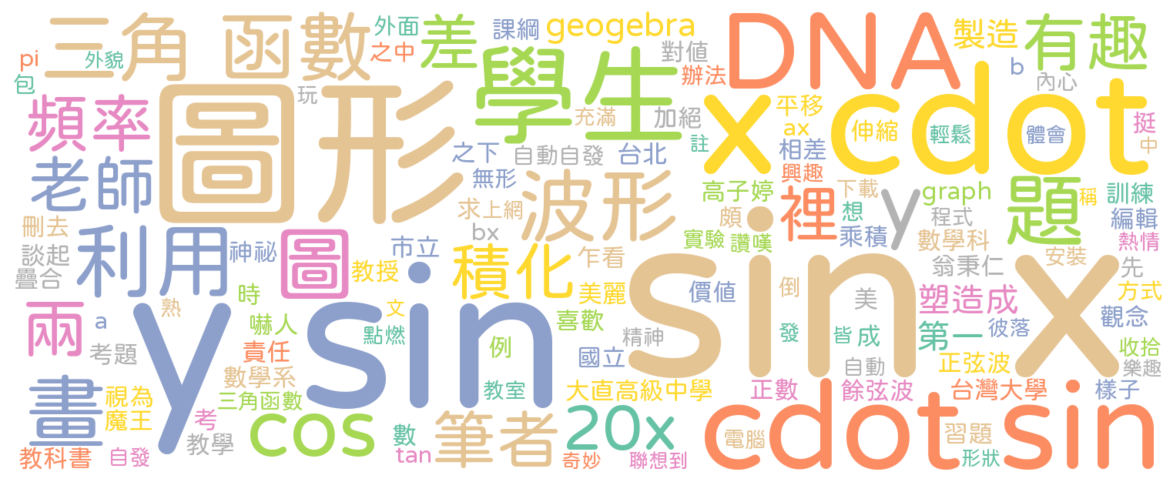 三角 函數
外面
之中
差
課綱
geogebra
對值
辦法
DNA
製造
有趣
pi
外貌
包
頻率
圖形
玩
學生
充滿
加絕
x cdot
平移
ax
伸縮
輕鬆
b
內心
體會
挺
中
老師
之下
無形
自動自發
台北
註
相差
興趣
高子婷
裡
下載
想
y
graph
程式
題
稱
訓練
編輯
熱情
刪去
談起
疊合
利用
神祕
圖
市立
教授
求上網
bx
波形
積化
乍看
美麗
喜歡
實驗
讚嘆
頗
乘積
數學科
翁秉仁
安裝
先
方式
兩
a
熟
時
嚇人
文
點燃
y sin
例
精神
國立
價值
sin x
倒
美
發
皆 成
自動
塑造成
第一
彼落
觀念
正弦波
收拾
樂趣
考題
責任
數學系
三角函數
教室
大直高級中學
正數
餘弦波
台灣大學
樣子
畫
視為
魔王
考
教學
cos
數
tan
筆者
20x
奇妙
聯想到
cdot sin
電腦
習題
形狀
教科書
自發